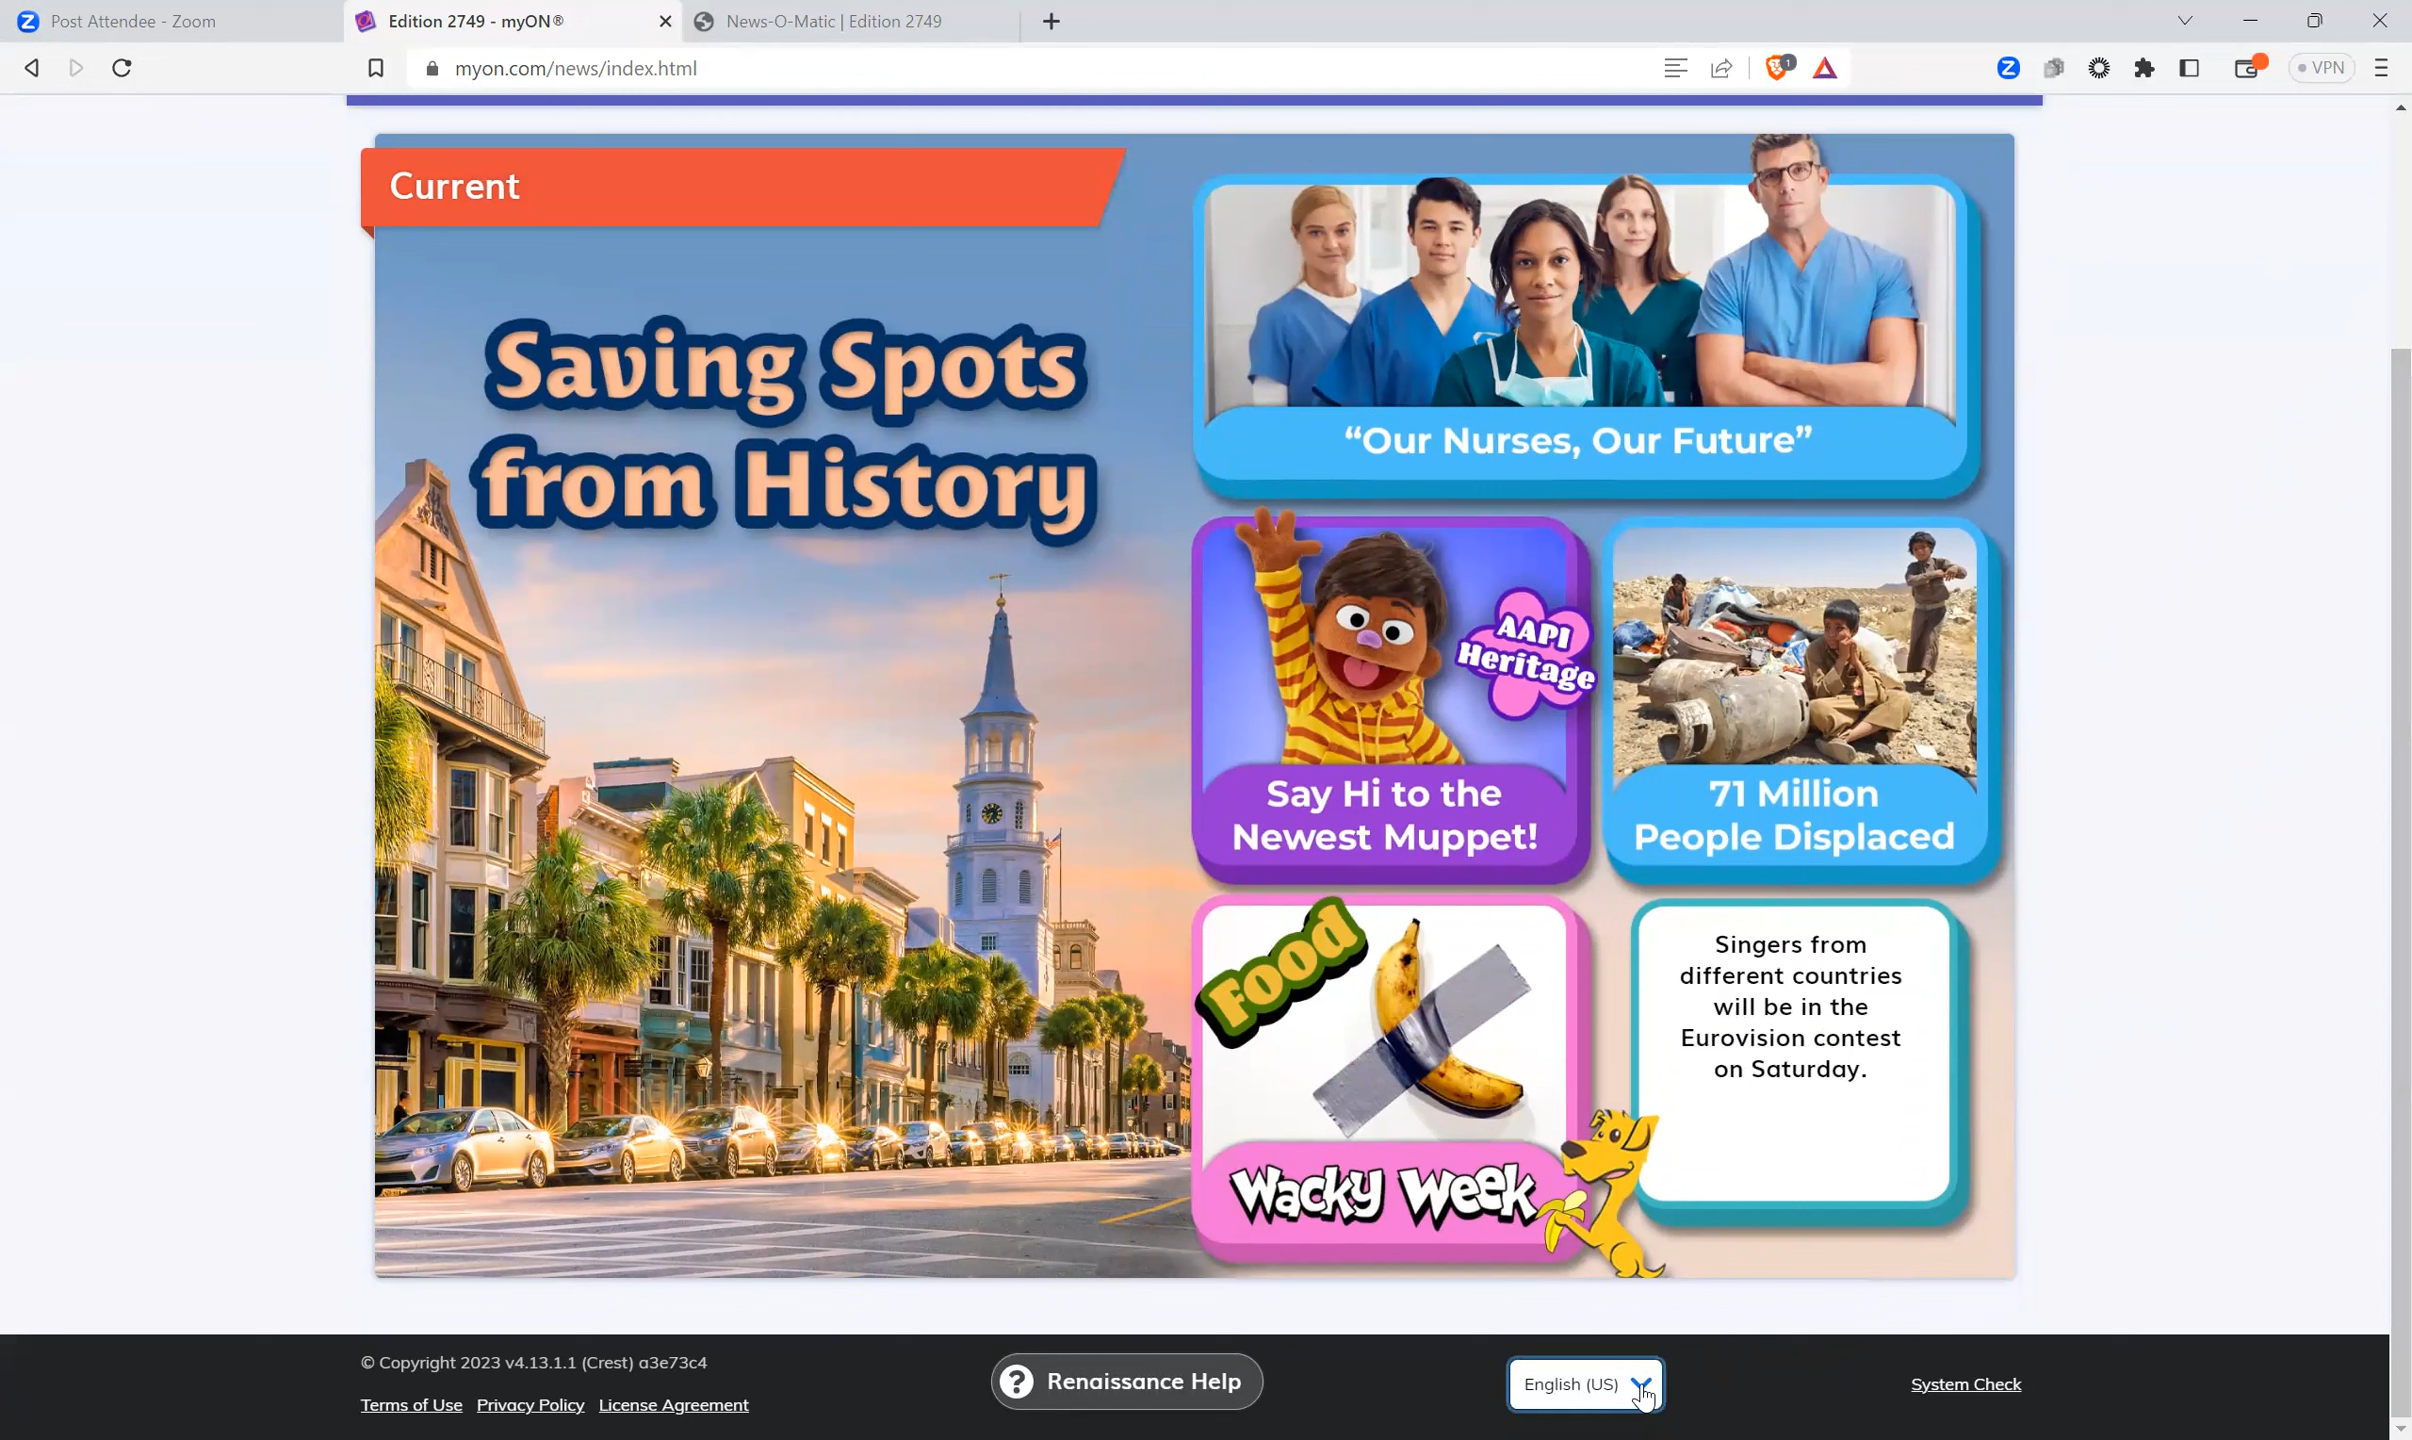 Post Attendee - Zoom
Edition 2749 - myON®
News-O-Matic | Edition 2749
myon.com/news/index.html
1
VPN
Current
Saving Spots
from History
“Our Nurses, Our Future”
AAPI
Heritage
Say Hi to the
Newest Muppet!
71 Million
People Displaced
FOOD
Wacky Week
Singers from
different countries
will be in the
Eurovision contest
on Saturday.
© Copyright 2023 v4.13.1.1 (Crest) a3e73c4
Terms of Use Privacy Policy License Agreement
Renaissance Help
English (US)
System Check